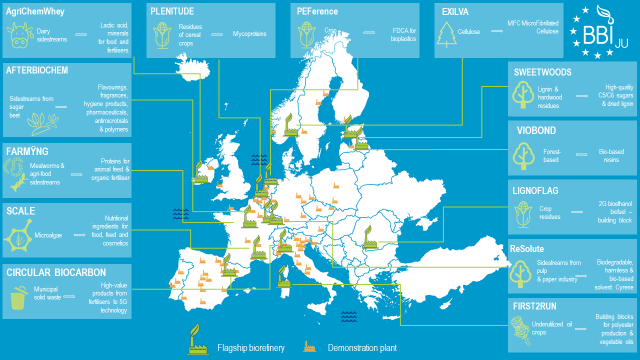 AgriChemWhey
Dairy
sidestreams
Lactic acid,
minerals
for food and
fertilisers
PLENITUDE
Residues
of cereal
crops
Mycoproteins
PEFerence
Crop
residues
FDCA for
bioplastics
EXILVA
Cellulose
MFC MicroFibrillated
Cellulose
BBI JU
AFTERBIOCHEM
Sidestreams from
sugar
beet
Flavourings,
fragrances,
hygiene products,
pharmaceuticals,
antimicrobials
& polymers
SWEETWOODS
Lignin &
hardwood
residues
High-quality
C5/C6 sugars
& dried lignin
VIOBOND
Forest-
based
Bio-based
resins
FARMŸNG
Mealworms &
agri-food
sidestreams
Proteins for
animal feed &
organic fertiliser
LIGNOFLAG
Crop
residues
2G bioethanol
biofuel –
building block
SCALE
Microalgae
Nutritional
ingredients for
food, feed and
cosmetics
ReSolute
Sidestreams from
pulp
& paper industry
Biodegradable,
harmless &
bio-based
solvent Cyrene
CIRCULAR BIOCARBON
Municipal
solid waste
High-value
products from
fertilisers to 5G
technology
FIRST2RUN
Underutilized oil
crops
Building blocks
for polyester
production &
vegetable oils
Flagship biorefinery
Demonstration plant